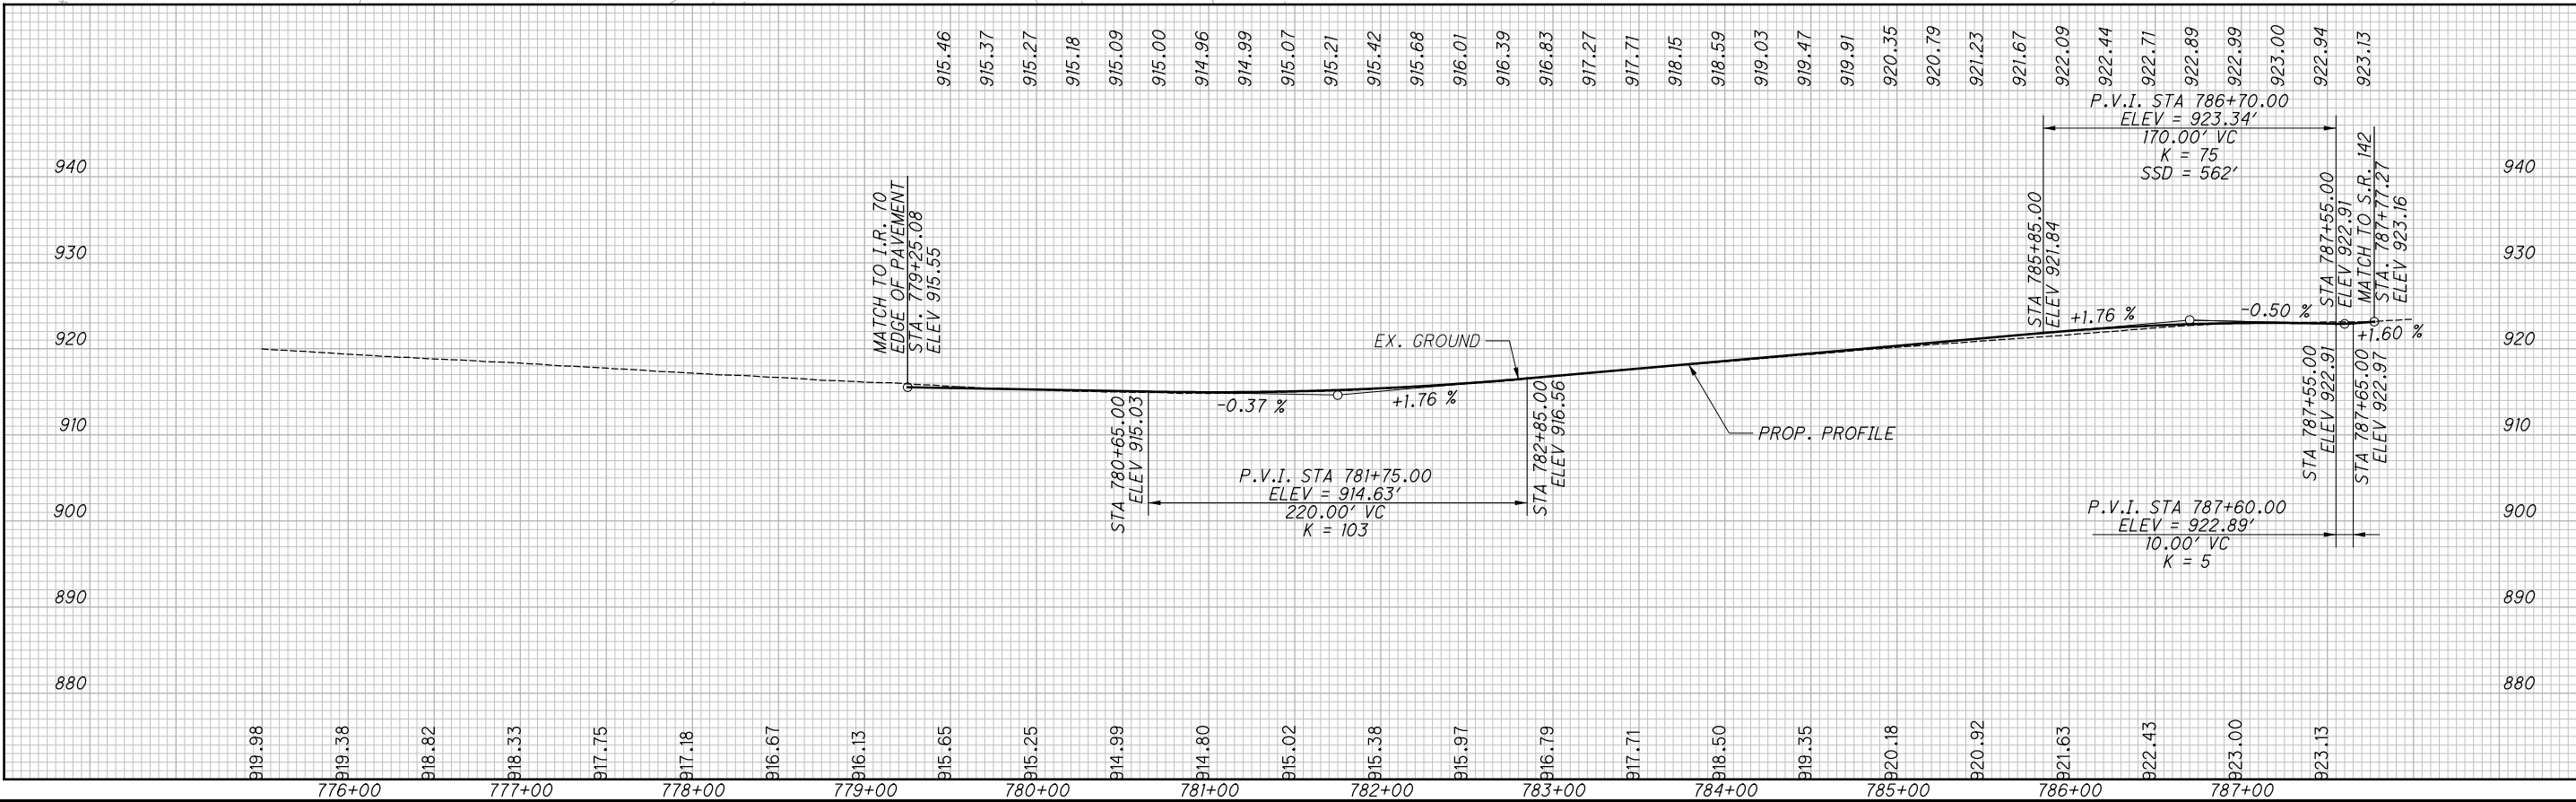 915.46
915.37
915.27
915.18
915.09
915.00
914.96
914.99
915.07
915.21
915.42
915.68
916.01
916.39
916.83
917.27
917.71
918.15
918.59
919.03
919.47
919.91
920.35
920.79
921.23
921.67
922.09
922.44
922.71
922.89
922.99
923.00
922.94
923.13
P.V.I. STA 786+70.00
ELEV = 923.34'
170.00' VC
K = 75
SSD = 562'
940
940
930
930
920
920
910
910
900
900
890
890
880
880
MATCH TO I.R. 70
EDGE OF PAVEMENT
STA. 779+25.08
ELEV 915.55
STA 785+85.00
ELEV 921.84
STA 787+55.00
ELEV 922.91
MATCH TO S.R. 142
STA. 787+77.27
ELEV 923.16
EX. GROUND
+1.76 %
-0.50 %
+1.60 %
-0.37 %
+1.76 %
PROP. PROFILE
STA 780+65.00
ELEV 915.03
STA 782+85.00
ELEV 916.56
P.V.I. STA 781+75.00
ELEV = 914.63'
220.00' VC
K = 103
STA 787+55.00
ELEV 922.91
STA 787+65.00
ELEV 922.97
P.V.I. STA 787+60.00
ELEV = 922.89'
10.00' VC
K = 5
919.98
919.38
918.82
918.33
917.75
917.18
916.67
916.13
915.65
915.25
914.99
914.80
915.02
915.38
915.97
916.79
917.71
918.50
919.35
920.18
920.92
921.63
922.43
923.00
923.13
776+00
777+00
778+00
779+00
780+00
781+00
782+00
783+00
784+00
785+00
786+00
787+00